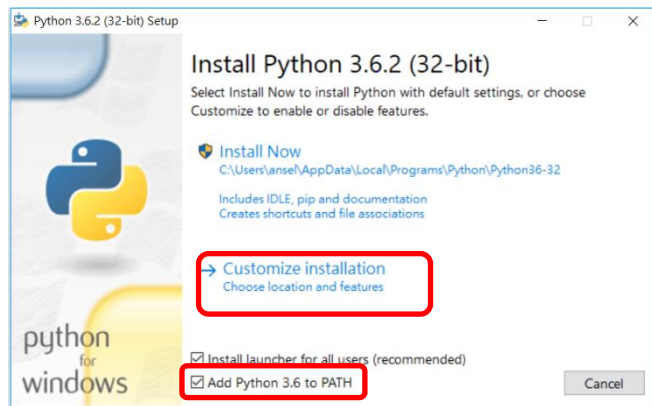 Python 3.6.2 (32-bit) Setup
Install Python 3.6.2 (32-bit)
Select Install Now to install Python with default settings, or choose
Customize to enable or disable features.
Install Now
C:\Users\ansel\AppData\Local\Programs\Python\Python36-32
Includes IDLE, pip and documentation
Creates shortcuts and file associations
Customize installation
Choose location and features
python
for
windows
Install launcher for all users (recommended)
Add Python 3.6 to PATH
Cancel